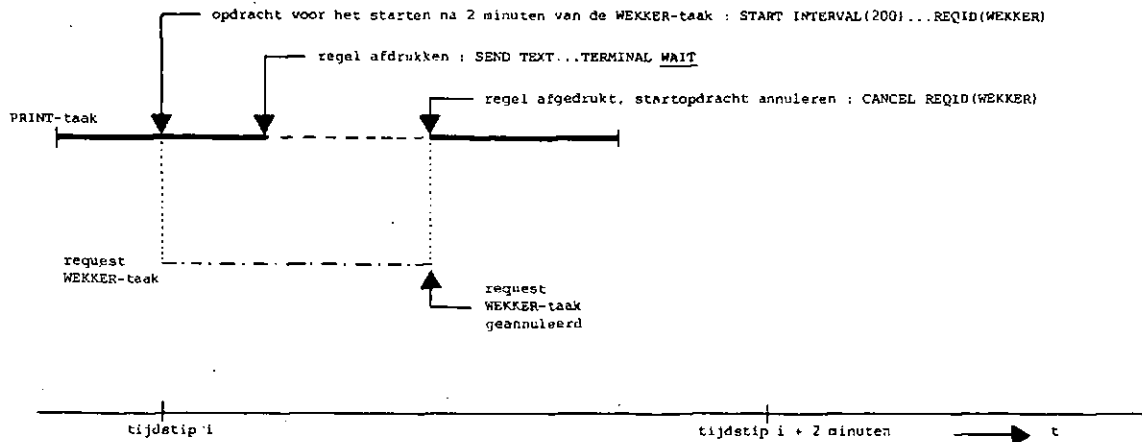 opdracht voor het starten na 2 minuten van de WEKKER-taak : START INTERVAL(200)...REQID(WEKKER)
regel afdrukken : SEND TEXT...TERMINAL WAIT
regel afgedrukt, startopdracht annuleren : CANCEL REQID(WEKKER)
PRINT-taak
request
WEKKER-taak
request
WEKKER-taak
geannuleerd
tijdstip i
tijdstip i + 2 minuten
t